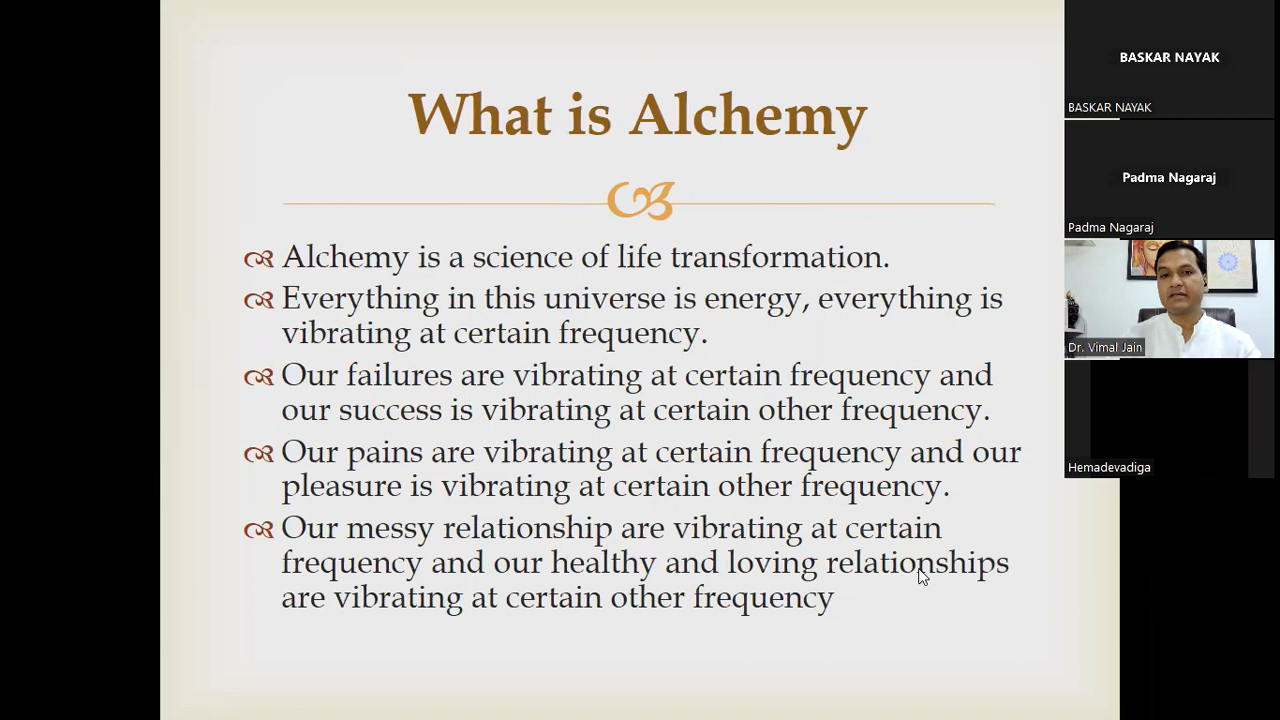 What is Alchemy
Alchemy is a science of life transformation.
Everything in this universe is energy, everything is
vibrating at certain frequency.
Our failures are vibrating at certain frequency and
our success is vibrating at certain other frequency.
Our pains are vibrating at certain frequency and our
pleasure is vibrating at certain other frequency.
Our messy relationship are vibrating at certain
frequency and our healthy and loving relationships
are vibrating at certain other frequency
BASKAR NAYAK
BASKAR NAYAK
Padma Nagaraj
Padma Nagaraj
Dr. Vimal Jain
Hemadevadiga